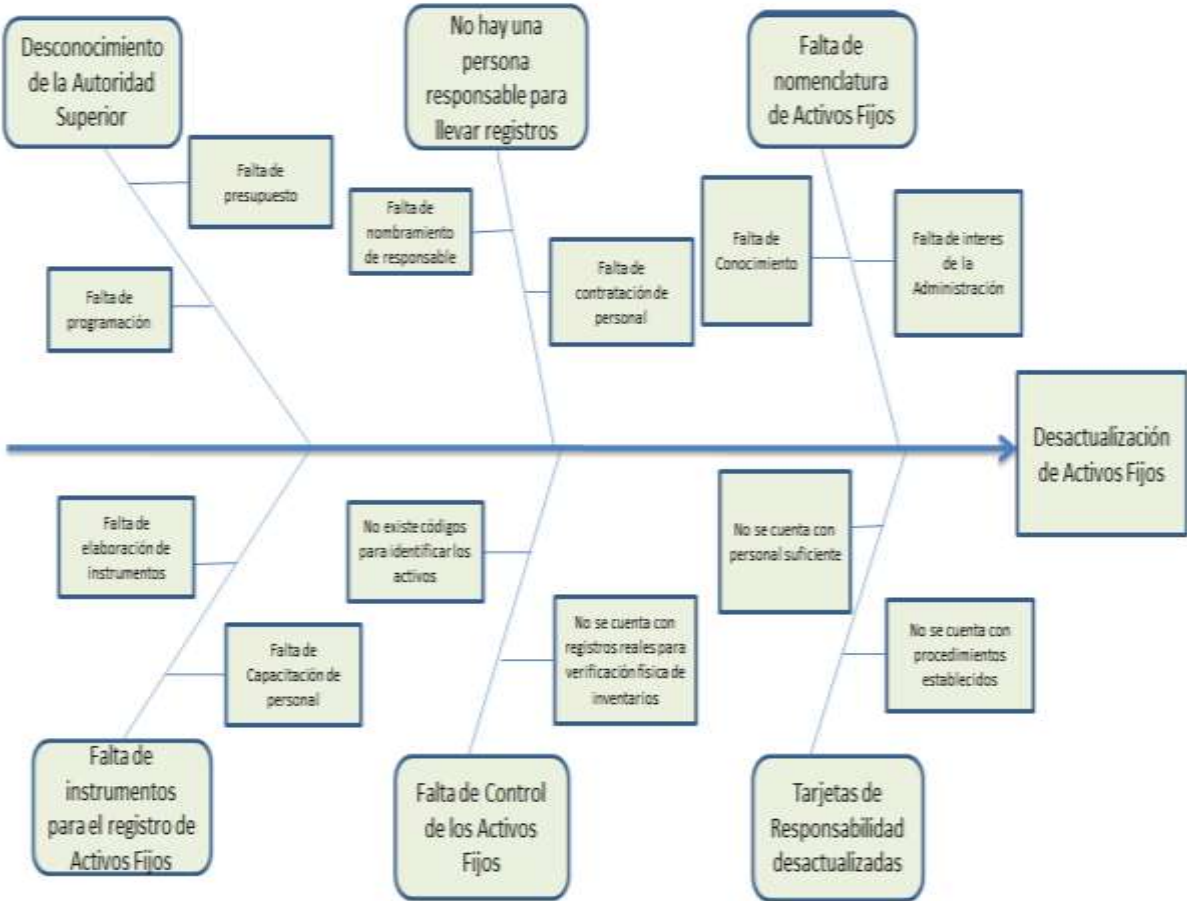 Desconocimiento
de la Autoridad
Superior
No hay una
persona
responsable para
llevar registros
Falta de
nomenclatura
de Activos Fijos
Falta de
presupuesto
Falta de
programación
Falta de
nombramiento
de responsable
Falta de
contratación de
personal
Falta de
Conocimiento
Falta de interes
de la
Administración
Desactualización
de Activos Fijos
Falta de
elaboración de
instrumentos
Falta de
Capacitación de
personal
No existe códigos
para identificar los
activos
No se cuenta con
registros reales para
verificación física de
inventarios
No se cuenta con
personal suficiente
No se cuenta con
procedimientos
establecidos
Falta de
instrumentos
para el registro de
Activos Fijos
Falta de Control
de los Activos
Fijos
Tarjetas de
Responsabilidad
desactualizadas